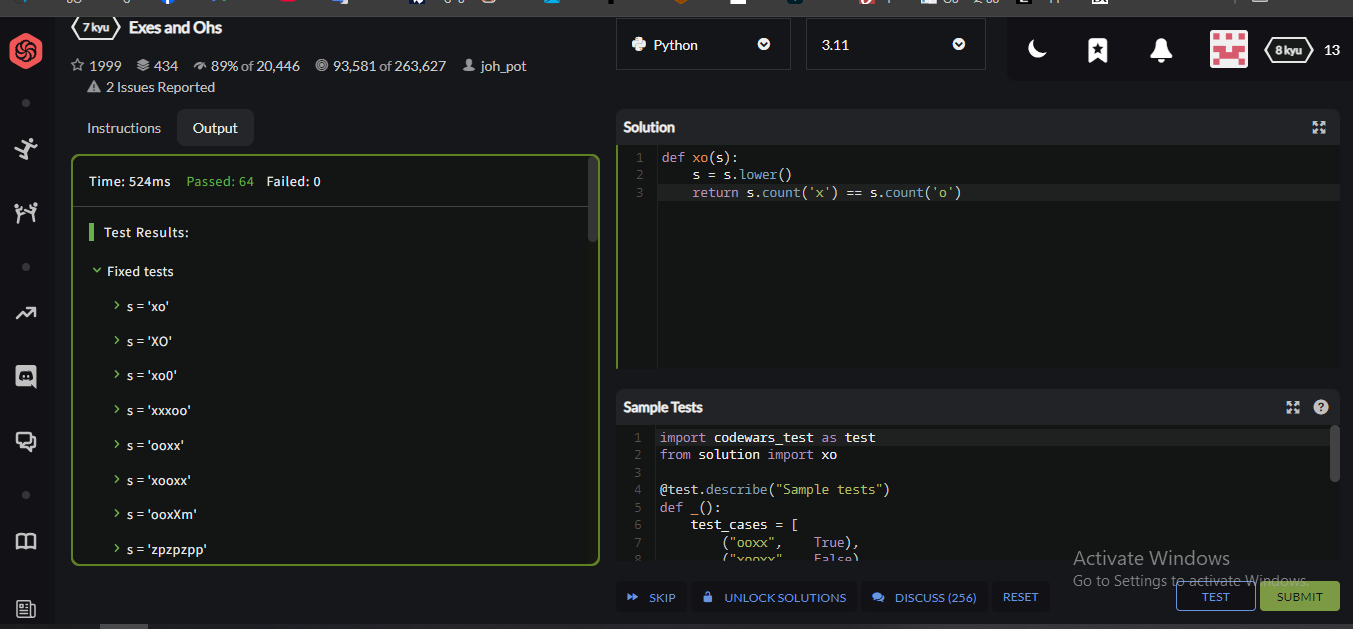 7 kyu Exes and Ohs
1999 434 89% of 20,446 93,581 of 263,627 joh_pot
2 Issues Reported
Python
3.11
8 kyu 13
Instructions Output
Time: 524ms Passed: 64 Failed: 0
Test Results:
Fixed tests
s = 'xo'
s = 'XO'
s = 'xo0'
s = 'xxxoo'
s = 'ooxx'
s = 'xooxx'
s = 'ooxXm'
s = 'zpzpzpp'
Solution
1 def xo(s):
2 s = s.lower()
3 return s.count('x') == s.count('o')
Sample Tests
1 import codewars_test as test
2 from solution import xo
3
4 @test.describe("Sample tests")
5 def _():
6 test_cases = [
7 ("ooxx", True),
8 ("xooxx" False)
Activate Windows
Go to Settings to activate Windows.
SKIP UNLOCK SOLUTIONS DISCUSS (256) RESET TEST SUBMIT